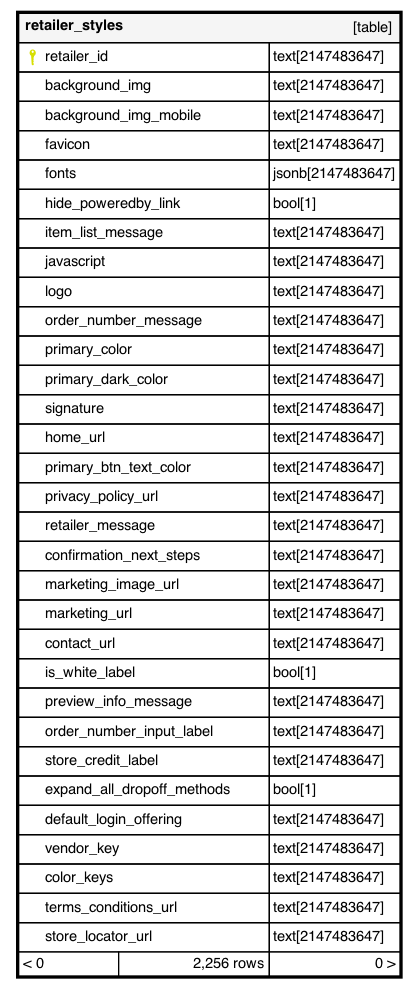 retailer_styles [table]
retailer_id text[2147483647]
background_img text[2147483647]
background_img_mobile text[2147483647]
favicon text[2147483647]
fonts jsonb[2147483647]
hide_poweredby_link bool[1]
item_list_message text[2147483647]
javascript text[2147483647]
logo text[2147483647]
order_number_message text[2147483647]
primary_color text[2147483647]
primary_dark_color text[2147483647]
signature text[2147483647]
home_url text[2147483647]
primary_btn_text_color text[2147483647]
privacy_policy_url text[2147483647]
retailer_message text[2147483647]
confirmation_next_steps text[2147483647]
marketing_image_url text[2147483647]
marketing_url text[2147483647]
contact_url text[2147483647]
is_white_label bool[1]
preview_info_message text[2147483647]
order_number_input_label text[2147483647]
store_credit_label text[2147483647]
expand_all_dropoff_methods bool[1]
default_login_offering text[2147483647]
vendor_key text[2147483647]
color_keys text[2147483647]
terms_conditions_url text[2147483647]
store_locator_url text[2147483647]
< 0 2,256 rows 0 >